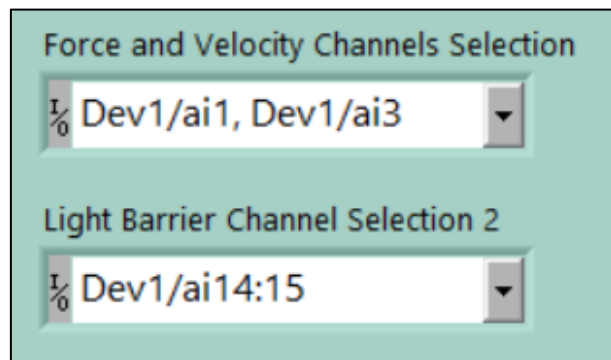 Force and Velocity Channels Selection
I/O Dev1/ai1, Dev1/ai3
Light Barrier Channel Selection 2
I/O Dev1/ai14:15